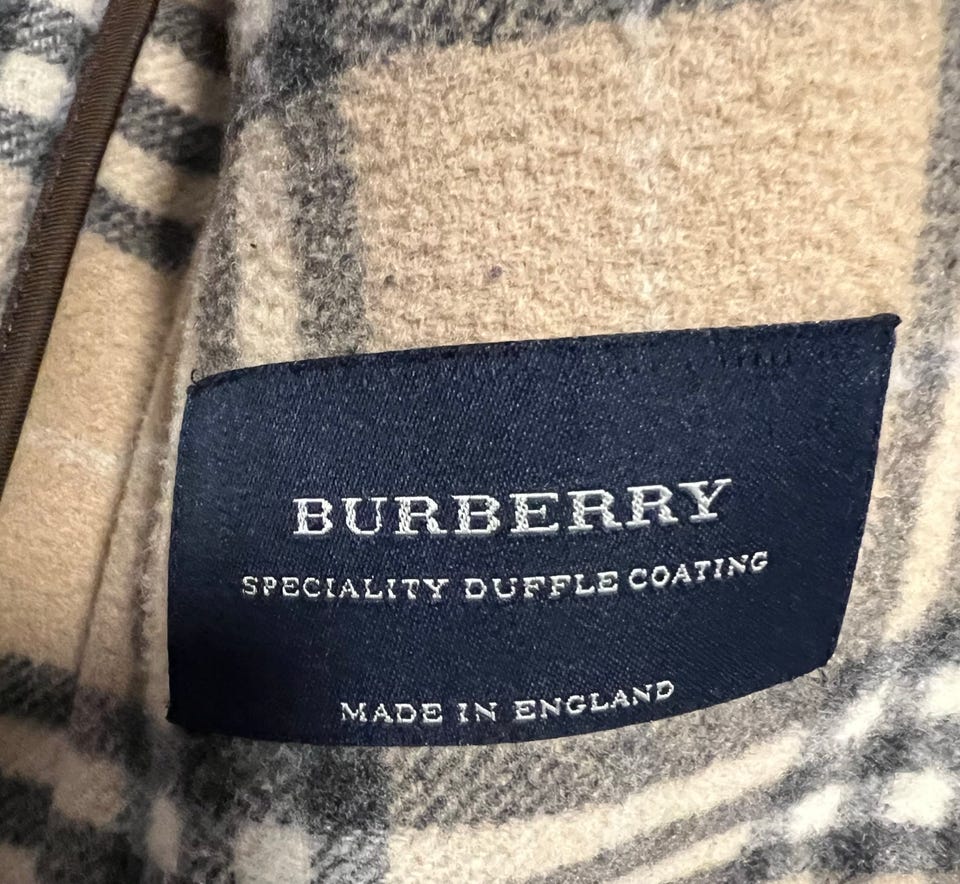 BURBERRY
SPECIALITY DUFFLE COATING
MADE IN ENGLAND